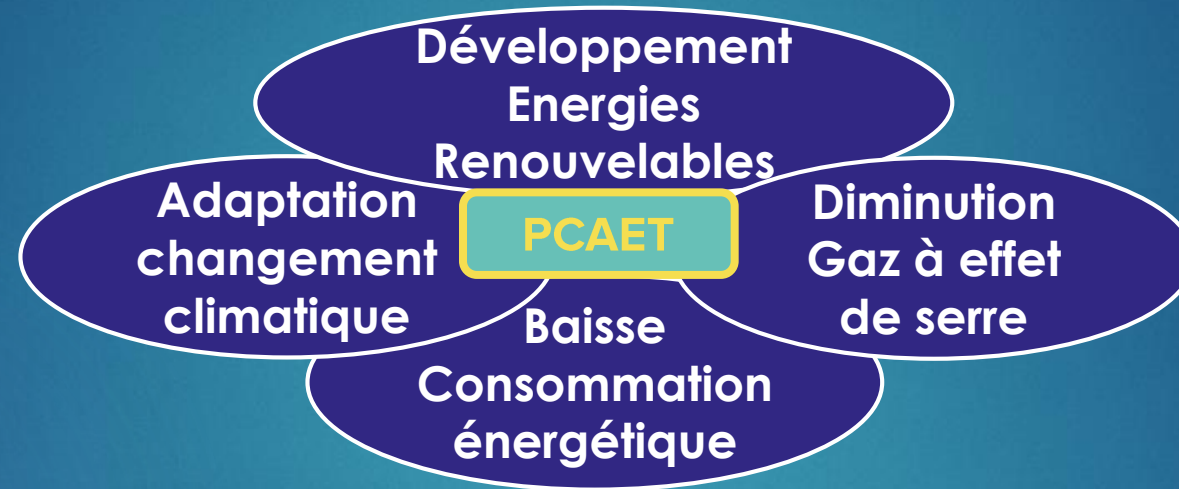 Développement
Energies
Renouvelables
Adaptation
changement
climatique
PCAET
Diminution
Gaz à effet
de serre
Baisse
Consommation
énergétique